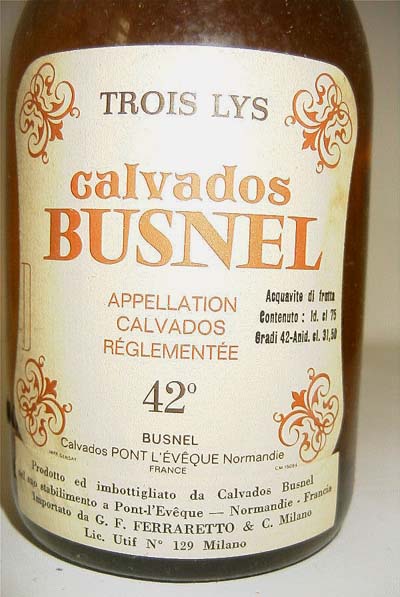 TROIS LYS
calvados
BUSNEL
APPELLATION
CALVADOS
RÉGLEMENTÉE
Acquavite di frutta
Contenuto : ld. cl 75
Gradi 42-Anid. cl. 31,50
42º
BUSNEL
Calvados PONT L'ÉVÊQUE Normandie
FRANCE
Prodotto ed imbottigliato da Calvados Busnel
nel suo stabilimento a Pont-l'Evêque — Normandie - Francia
Importato da G. F. FERRARETTO & C. Milano
Lic. Utif N° 129 Milano